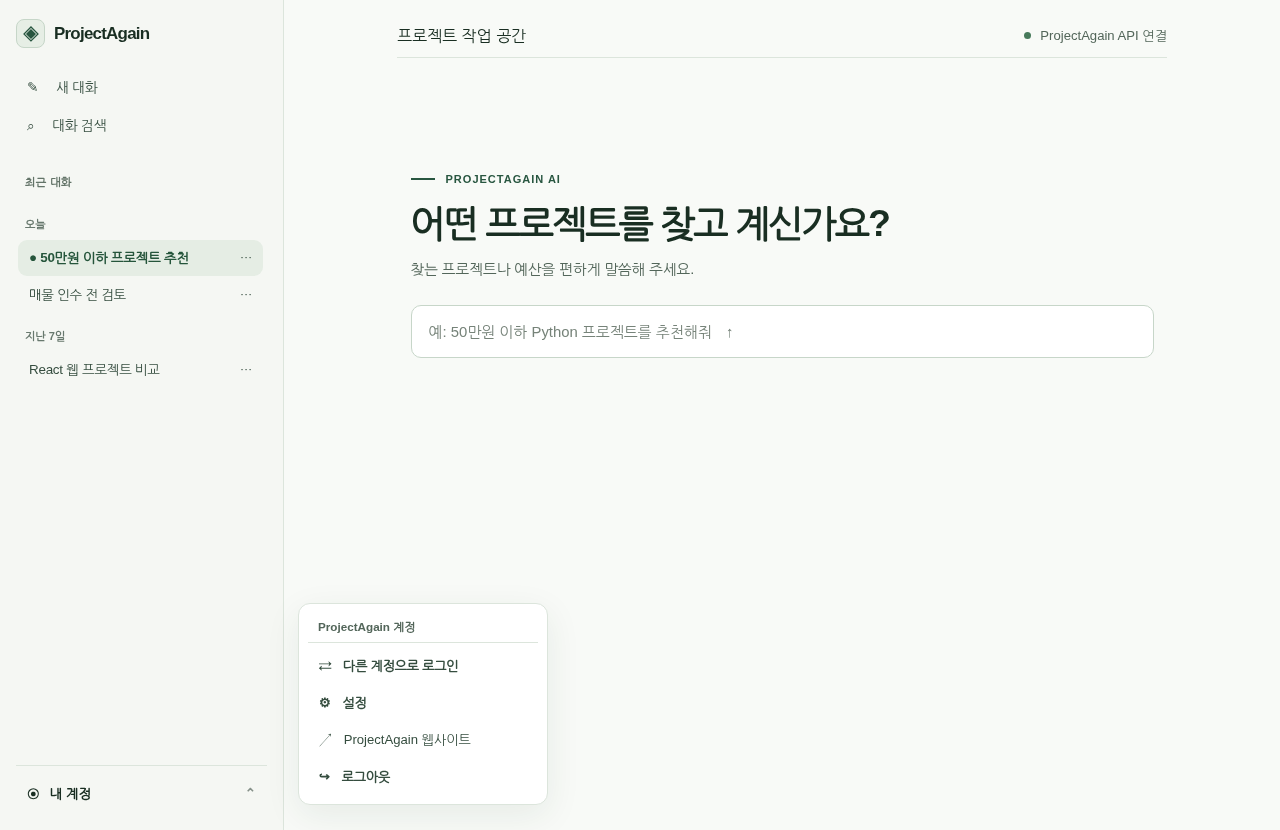 ProjectAgain
새 대화
대화 검색
최근 대화
오늘
● 50만원 이하 프로젝트 추천 ...
매물 인수 전 검토 ...
지난 7일
React 웹 프로젝트 비교 ...
내 계정
프로젝트 작업 공간
ProjectAgain API 연결
PROJECTAGAIN AI
어떤 프로젝트를 찾고 계신가요?
찾는 프로젝트나 예산을 편하게 말씀해 주세요.
예: 50만원 이하 Python 프로젝트를 추천해줘 ↑
ProjectAgain 계정
다른 계정으로 로그인
설정
ProjectAgain 웹사이트
로그아웃